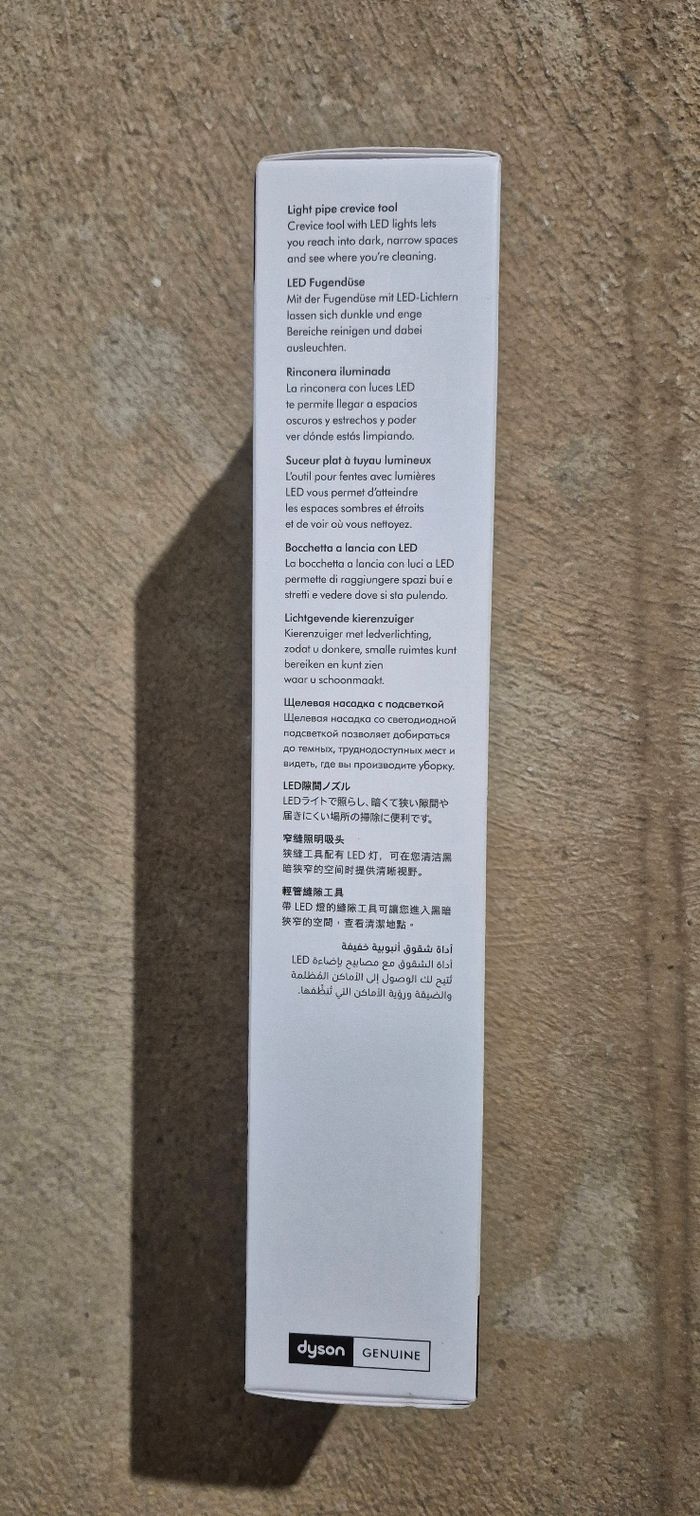 Light pipe crevice tool
Crevice tool with LED lights lets
you reach into dark, narrow spaces
and see where you're cleaning.
LED Fugendüse
Mit der Fugendüse mit LED-Lichtern
lassen sich dunkle und enge
Bereiche reinigen und dabei
ausleuchten.
Rinconera iluminada
La rinconera con luces LED
te permite llegar a espacios
oscuros y estrechos y poder
ver dónde estás limpiando.
Suceur plat à tuyau lumineux
L'outil pour fentes avec lumières
LED vous permet d'atteindre
les espaces sombres et étroits
et de voir où vous nettoyez.
Bocchetta a lancia con LED
La bocchetta a lancia con luci a LED
permette di raggiungere spazi bui e
stretti e vedere dove si sta pulendo.
Lichtgevende kierenzuiger
Kierenzuiger met ledverlichting,
zodat u donkere, smalle ruimtes kunt
bereiken en kunt zien
waar u schoonmaakt.
Щелевая насадка с подсветкой
Щелевая насадка со светодиодной
подсветкой позволяет добираться
до темных, труднодоступных мест и
видеть, где вы производите уборку.
LED隙間ノズル
LEDライトで照らし、暗くて狭い隙間や
届きにくい場所の掃除に便利です。
窄缝照明吸头
狭缝工具配有 LED 灯，可在您清洁黑
暗狭窄的空间时提供清晰视野。
輕管縫隙工具
帶 LED 燈的縫隙工具可讓您進入黑暗
狹窄的空間，查看清潔地點。
أداة شقوق أنبوبية خفيفة
أداة الشقوق مع مصابيح بإضاءة LED
تُتيح لك الوصول إلى الأماكن المُظلمة
والضيقة ورؤية الأماكن التي تُنظِّفها.
dyson GENUINE